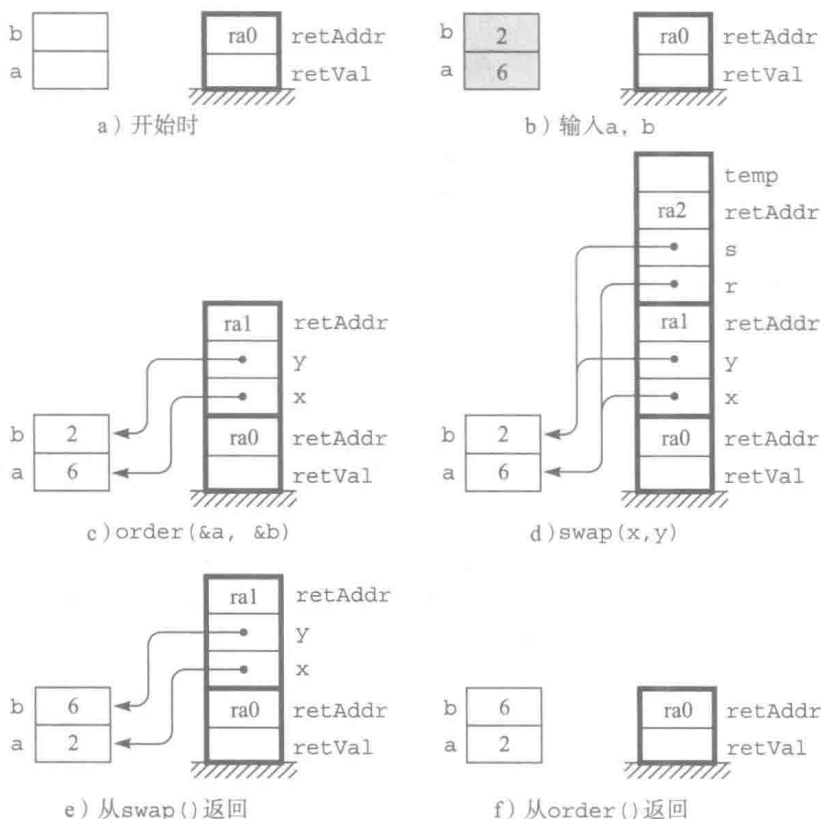 b
ra0 retAddr
a
retVal
a）开始时
b 2
ra0 retAddr
a 6
retVal
b）输入a, b
ra1 retAddr
y
x
b 2
ra0 retAddr
a 6
retVal
c）order(&a, &b)
temp
ra2 retAddr
s
r
ra1 retAddr
y
x
b 2
ra0 retAddr
a 6
retVal
d）swap(x,y)
ra1 retAddr
y
x
b 6
ra0 retAddr
a 2
retVal
e）从swap()返回
b 6
ra0 retAddr
a 2
retVal
f）从order()返回